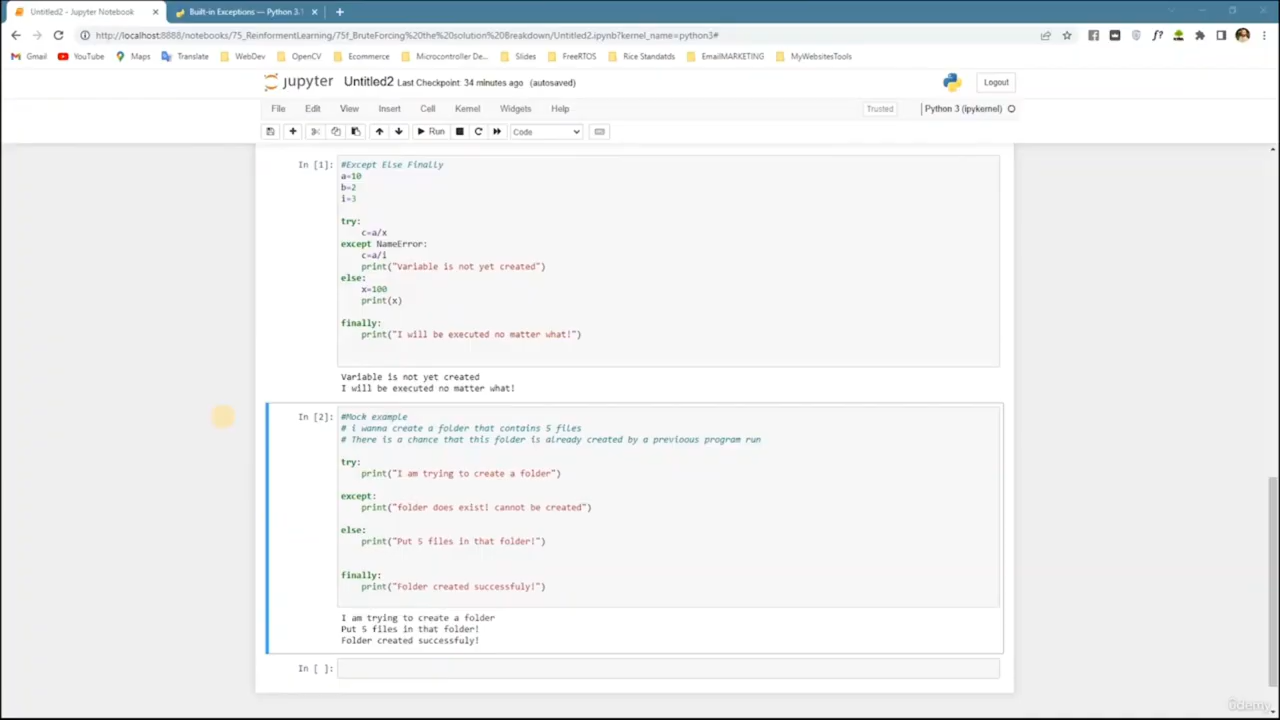 Untitled2 - Jupyter Notebook
Built-in Exceptions — Python 3.
http://localhost:8888/notebooks/75_ReinformentLearning/75f_BruteForcing%20the%20solution%20Breakdown/Untitled2.ipynb?kernel_name=python3#
Gmail YouTube Maps Translate WebDev OpenCV Ecommerce Microcontroller De... Slides FreeRTOS Rice Standatds EmailMARKETING MyWebsitesTools
jupyter Untitled2 Last Checkpoint: 34 minutes ago (autosaved) Logout
File Edit View Insert Cell Kernel Widgets Help Trusted Python 3 (ipykernel)
Run Code
In [1]: #Except Else Finally
a=10
b=2
i=3
try:
c=a/x
except NameError:
c=a/i
print("Variable is not yet created")
else:
x=100
print(x)
finally:
print("I will be executed no matter what!")
Variable is not yet created
I will be executed no matter what!
In [2]: #Mock example
# i wanna create a folder that contains 5 files
# There is a chance that this folder is already created by a previoous program run
try:
print("I am trying to create a folder")
except:
print("folder does exist! cannot be created")
else:
print("Put 5 files in that folder!")
finally:
print("Folder created successfuly!")
I am trying to create a folder
Put 5 files in that folder!
Folder created successfuly!
In [ ]:
ûdemy